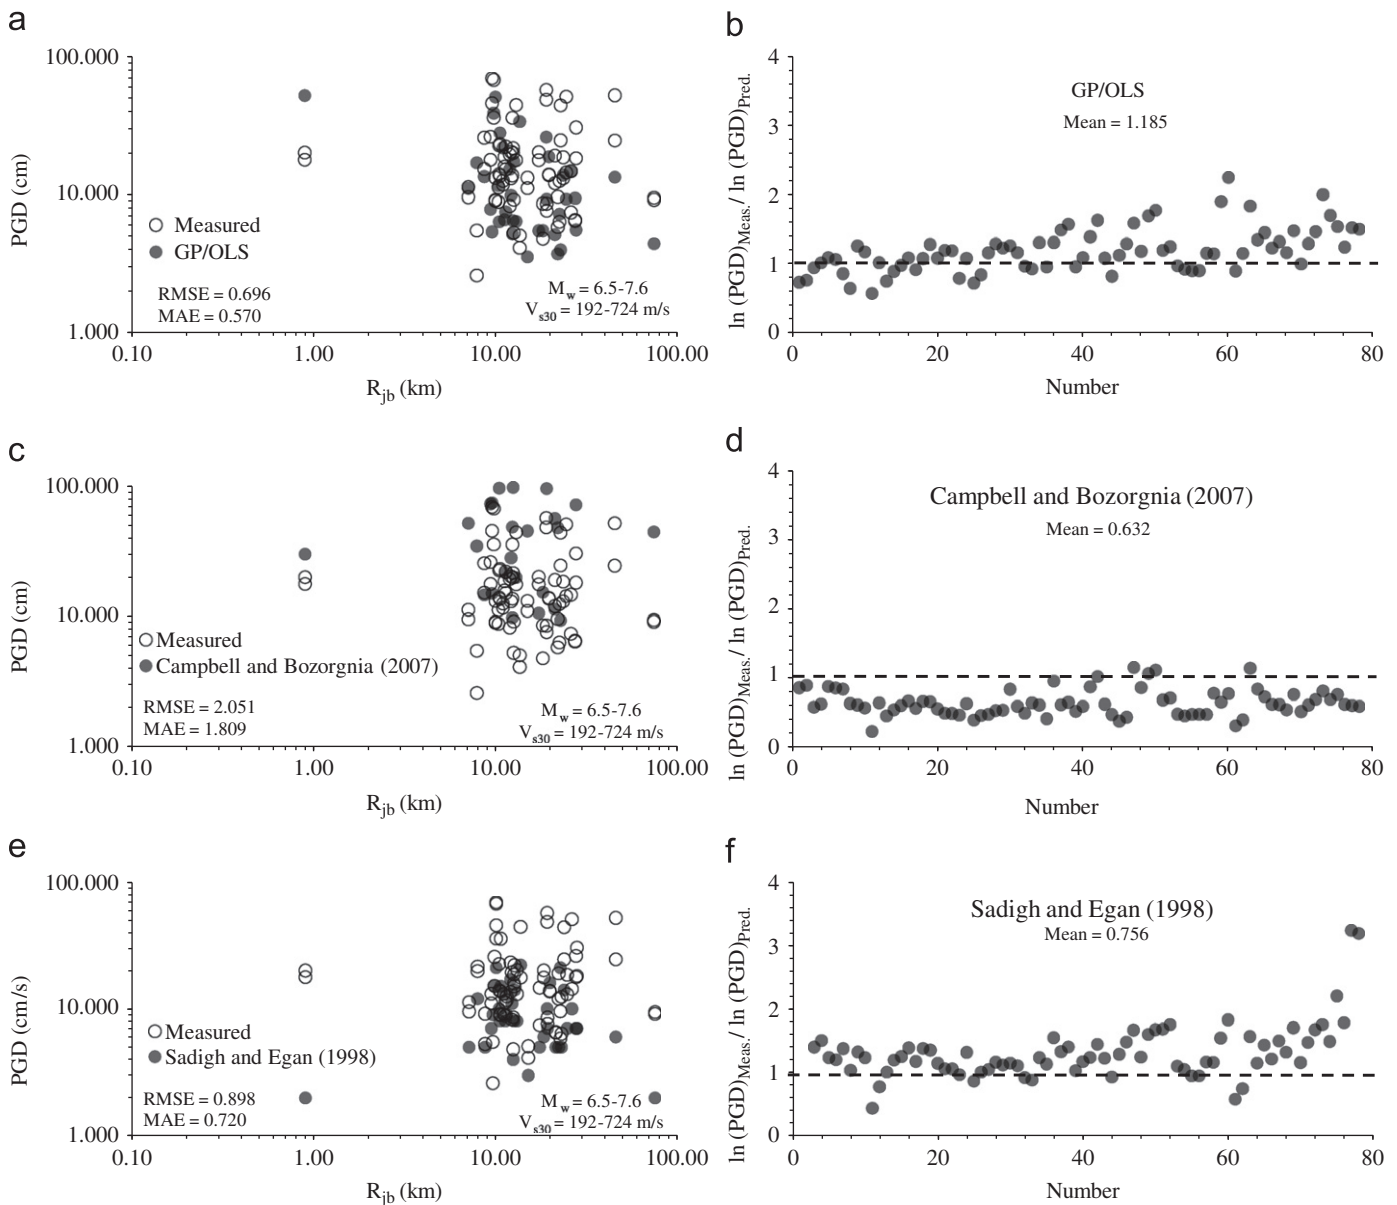 a
100.000
10.000
1.000
PGD (cm)
Measured
GP/OLS
RMSE = 0.696
MAE = 0.570
Mw = 6.5-7.6
Vs30 = 192-724 m/s
0.10 1.00 10.00 100.00
Rjb (km)
b
4
3
2
1
0
ln (PGD)Meas./ ln (PGD)Pred.
GP/OLS
Mean = 1.185
0 20 40 60 80
Number
c
100.000
10.000
1.000
PGD (cm)
Measured
Campbell and Bozorgnia (2007)
RMSE = 2.051
MAE = 1.809
Mw = 6.5-7.6
Vs30 = 192-724 m/s
0.10 1.00 10.00 100.00
Rjb (km)
d
4
3
2
1
0
ln (PGD)Meas./ ln (PGD)Pred.
Campbell and Bozorgnia (2007)
Mean = 0.632
0 20 40 60 80
Number
e
100.000
10.000
1.000
PGD (cm/s)
Measured
Sadigh and Egan (1998)
RMSE = 0.898
MAE = 0.720
Mw = 6.5-7.6
Vs30 = 192-724 m/s
0.10 1.00 10.00 100.00
Rjb (km)
f
4
3
2
1
0
ln (PGD)Meas./ ln (PGD)Pred.
Sadigh and Egan (1998)
Mean = 0.756
0 20 40 60 80
Number